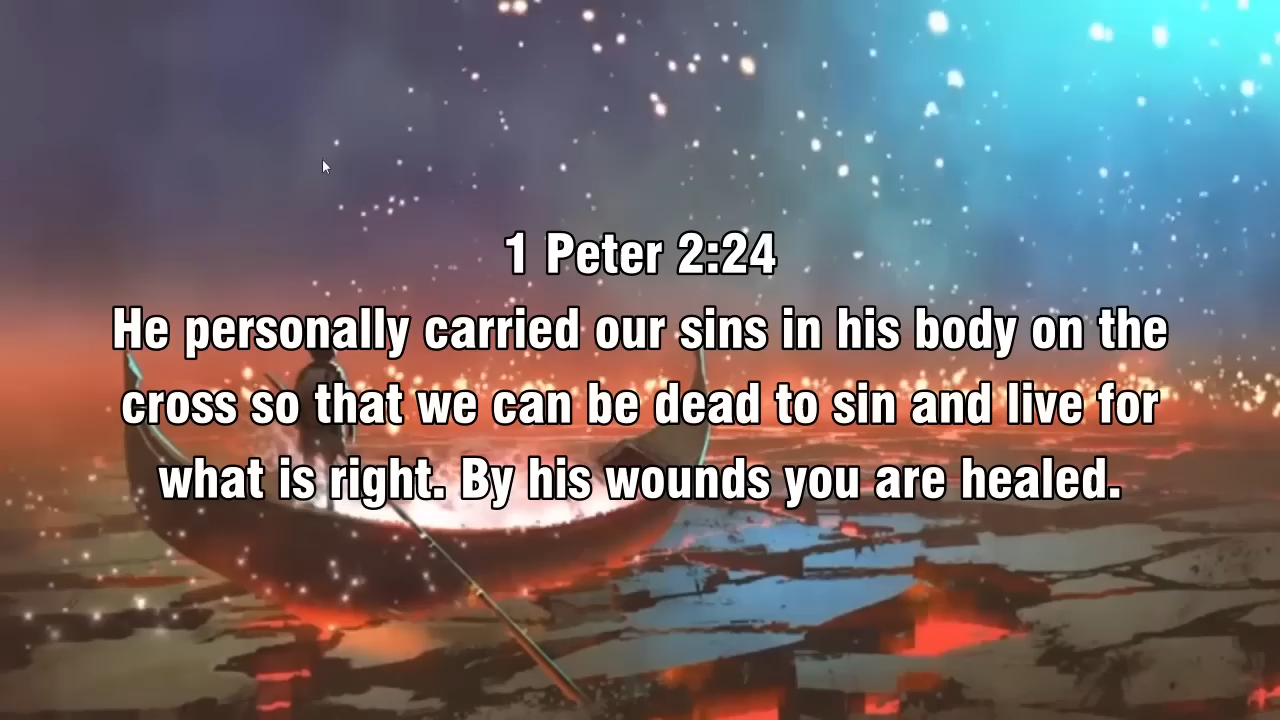 1 Peter 2:24
He personally carried our sins in his body on the
cross so that we can be dead to sin and live for
what is right. By his wounds you are healed.